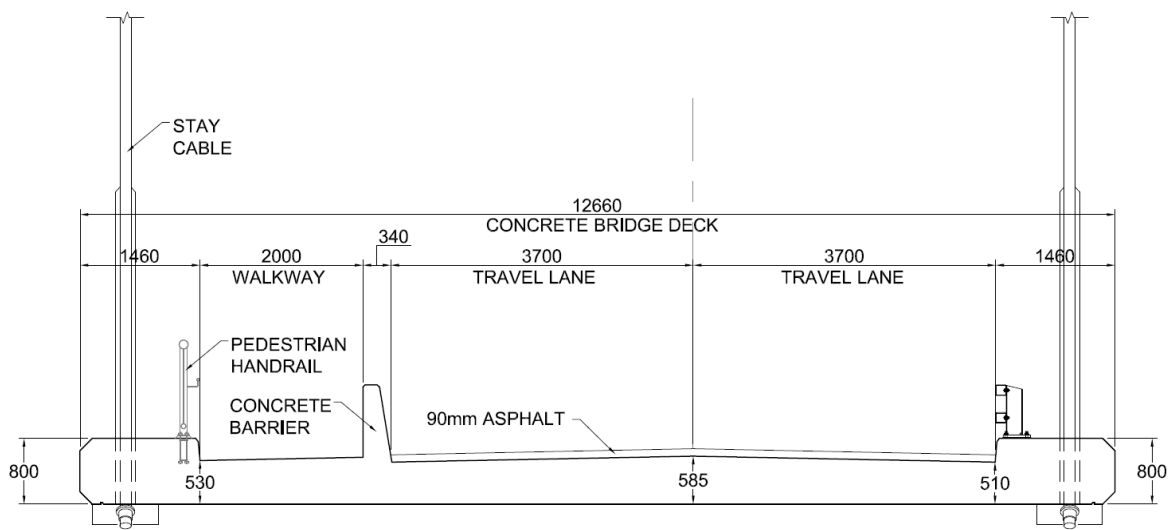 STAY
CABLE
12660
CONCRETE BRIDGE DECK
340
1460
2000
3700
3700
1460
WALKWAY
TRAVEL LANE
TRAVEL LANE
PEDESTRIAN
HANDRAIL
CONCRETE
BARRIER
90mm ASPHALT
800
530
585
510
800